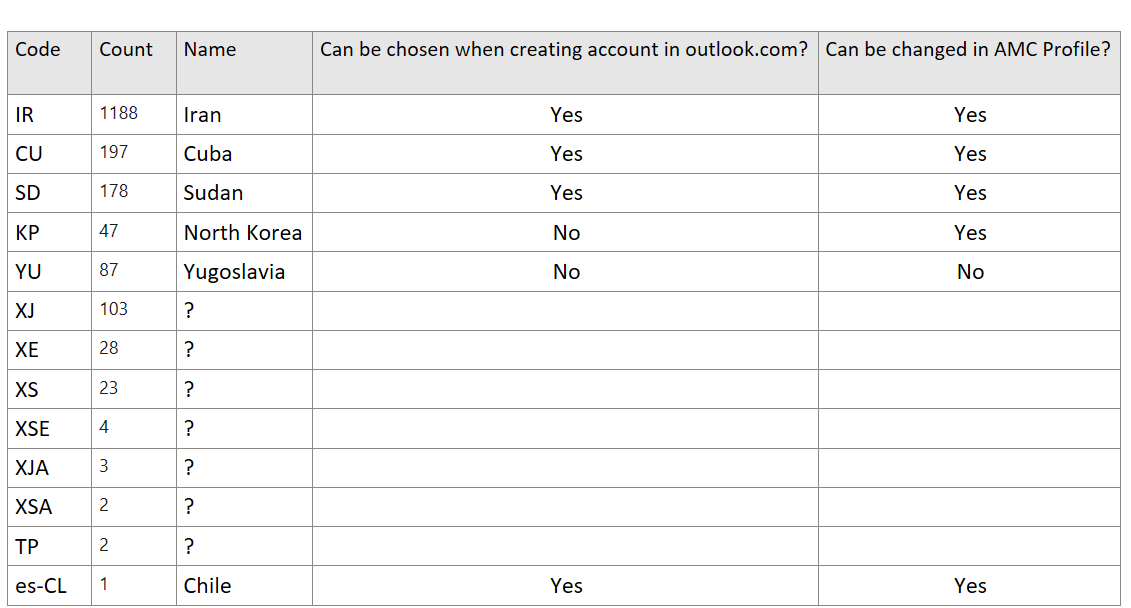 Code Count Name Can be chosen when creating account in outlook.com? Can be changed in AMC Profile?
IR 1188 Iran Yes Yes
CU 197 Cuba Yes Yes
SD 178 Sudan Yes Yes
KP 47 North Korea No Yes
YU 87 Yugoslavia No No
XJ 103 ?
XE 28 ?
XS 23 ?
XSE 4 ?
XJA 3 ?
XSA 2 ?
TP 2 ?
es-CL 1 Chile Yes Yes